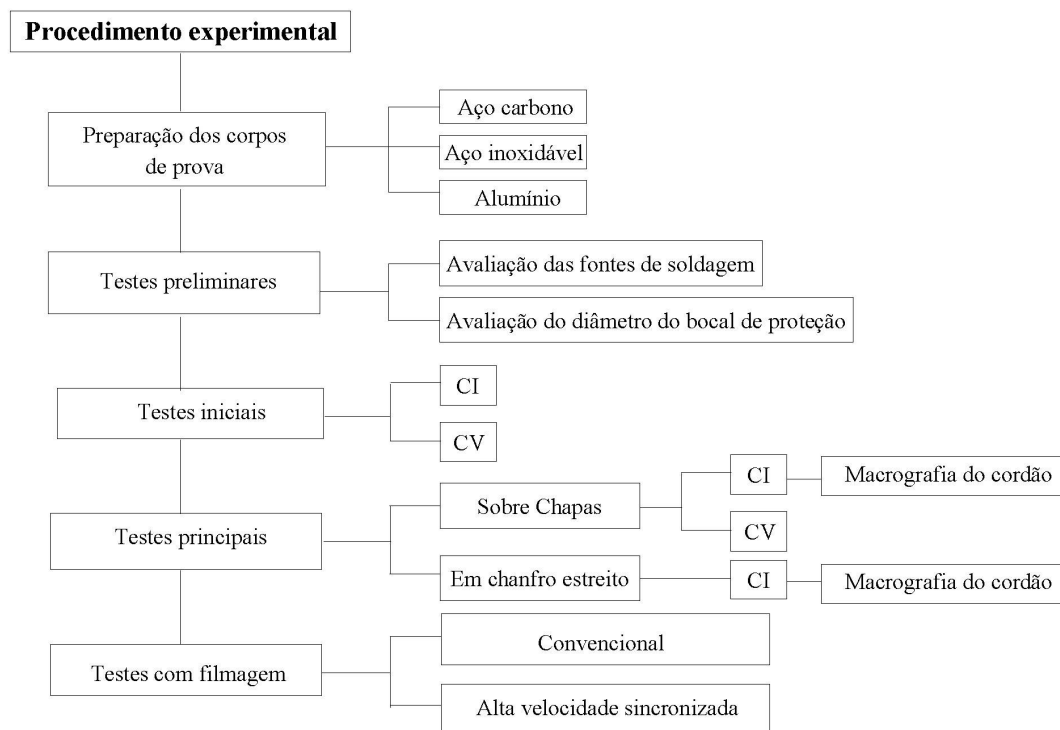 Procedimento experimental
Preparação dos corpos
de prova
Aço carbono
Aço inoxidável
Alumínio
Testes preliminares
Avaliação das fontes de soldagem
Avaliação do diâmetro do bocal de proteção
Testes iniciais
CI
CV
Testes principais
Sobre Chapas
CI
Macrografia do cordão
CV
Em chanfro estreito
CI
Macrografia do cordão
Testes com filmagem
Convencional
Alta velocidade sincronizada